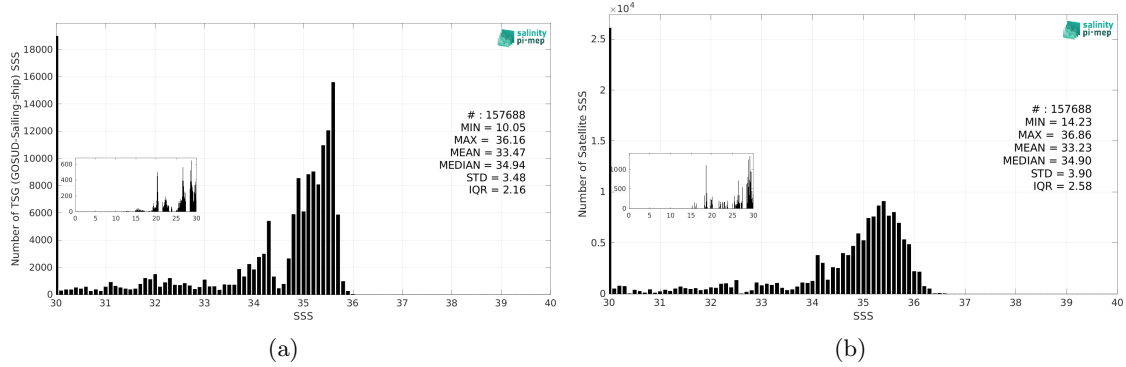 salinity
pi-mep
Number of TSG (GOSUD-Sailing-ship) SSS
18000
16000
14000
12000
10000
8000
6000
4000
2000
0
# : 157688
MIN = 10.05
MAX = 36.16
MEAN = 33.47
MEDIAN = 34.94
STD = 3.48
IQR = 2.16
600
400
200
0
0 5 10 15 20 25 30
30 31 32 33 34 35 36 37 38 39 40
SSS
(a)
×10⁴
salinity
pi-mep
Number of Satellite SSS
2.5
2
1.5
1
0.5
0
# : 157688
MIN = 14.23
MAX = 36.86
MEAN = 33.23
MEDIAN = 34.90
STD = 3.90
IQR = 2.58
1000
500
0
0 5 10 15 20 25 30
30 31 32 33 34 35 36 37 38 39 40
SSS
(b)